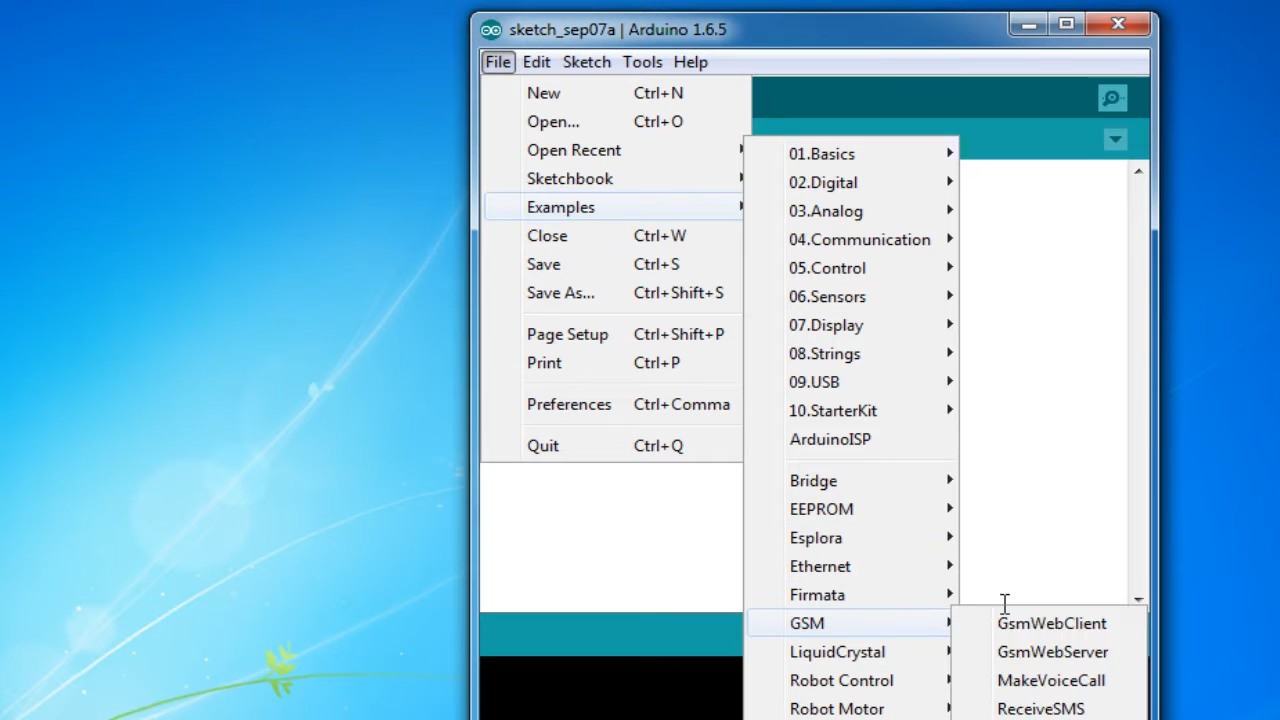 sketch_sep07a | Arduino 1.6.5
File Edit Sketch Tools Help
New Ctrl+N
Open... Ctrl+O
Open Recent
Sketchbook
Examples
Close Ctrl+W
Save Ctrl+S
Save As... Ctrl+Shift+S
Page Setup Ctrl+Shift+P
Print Ctrl+P
Preferences Ctrl+Comma
Quit Ctrl+Q
01.Basics
02.Digital
03.Analog
04.Communication
05.Control
06.Sensors
07.Display
08.Strings
09.USB
10.StarterKit
ArduinoISP
Bridge
EEPROM
Esplora
Ethernet
Firmata
GSM
LiquidCrystal
Robot Control
Robot Motor
GsmWebClient
GsmWebServer
MakeVoiceCall
ReceiveSMS